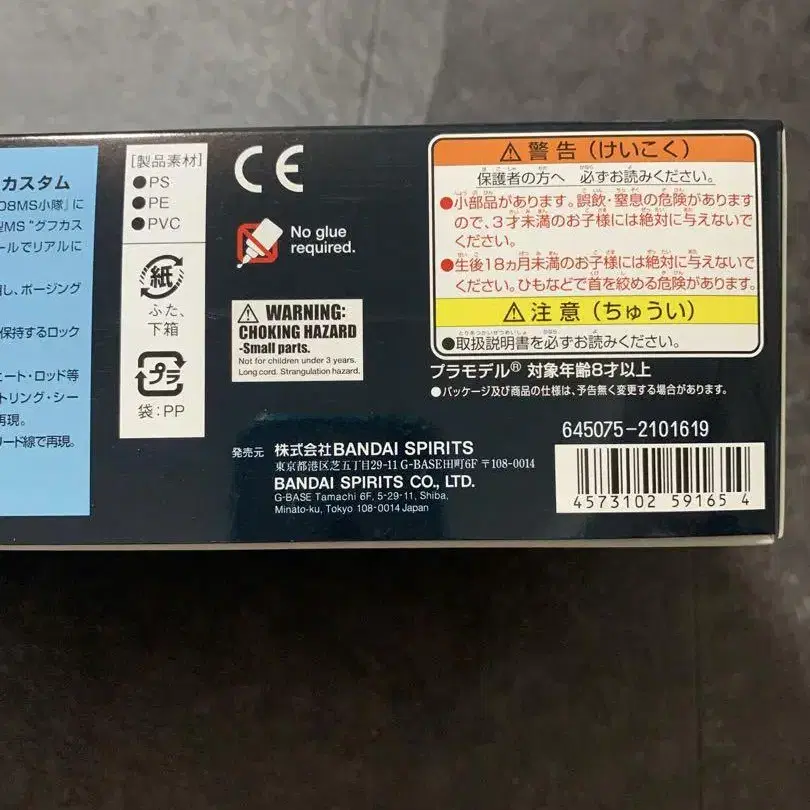 カスタム
08MS小隊』に
型MS“グフカス
ールでリアルに
し、ポージング
保持するロック
ヒート・ロッド等
トリング・シー
再現。
リード線で再現。
[製品素材]
●PS
●PE
●PVC
紙
ふた、
下箱
プラ
袋:PP
CE
No glue
required.
WARNING:
CHOKING HAZARD
-Small parts.
Not for children under 3 years.
Long cord. Strangulation hazard.
警告(けいこく)
保護者の方へ 必ずお読みください。
●小部品があります。誤飲・窒息の危険があります
ので、3才未満のお子様には絶対に与えないで
ください。
●生後18ヵ月未満のお子様には絶対に与えないで
ください。ひもなどで首を絞める危険があります。
注意(ちゅうい)
●取扱説明書を必ずお読みください。
プラモデル® 対象年齢8才以上
●パッケージ及び商品の仕様は、予告無く変更する場合があります。
発売元 株式会社BANDAI SPIRITS
東京都港区芝五丁目29-11 G-BASE田町6F 〒108-0014
BANDAI SPIRITS CO., LTD.
G-BASE Tamachi 6F, 5-29-11, Shiba,
Minato-ku, Tokyo 108-0014 Japan
645075-2101619
4573102 59165 4